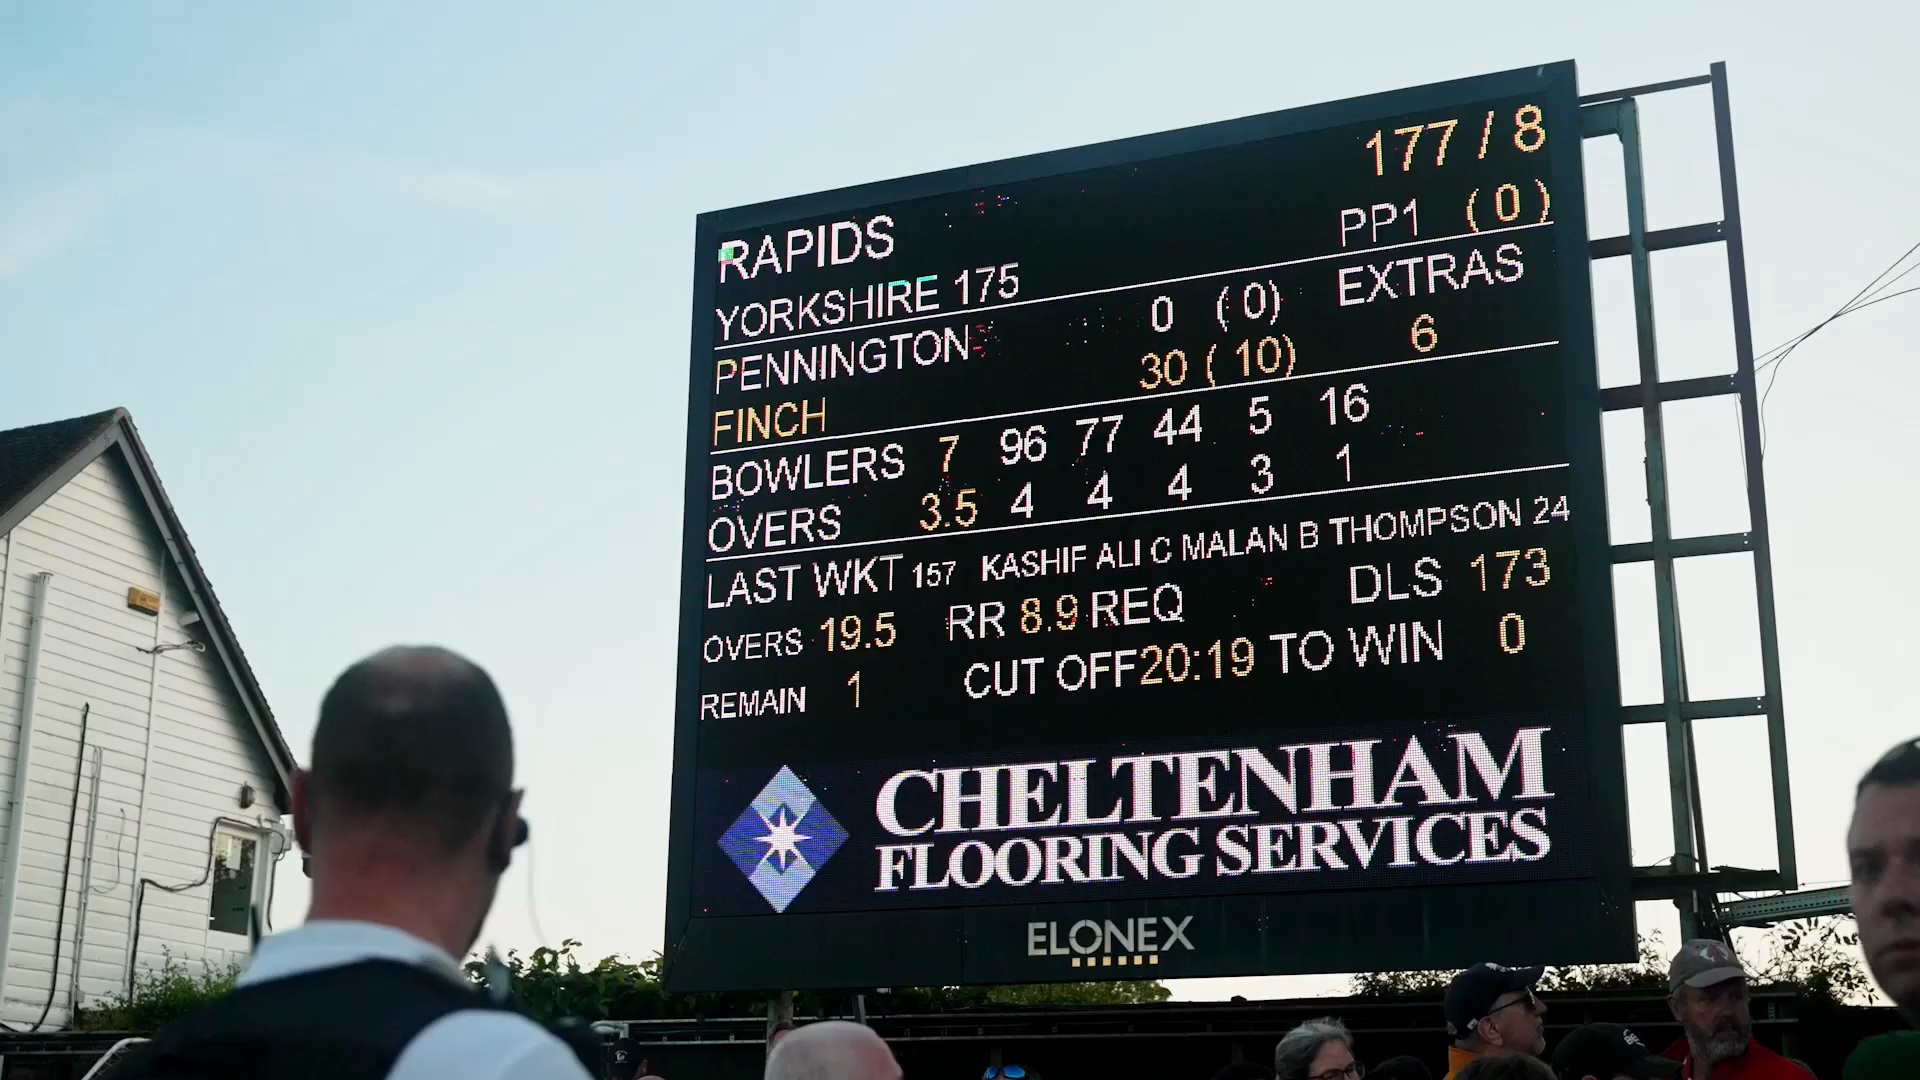 177 / 8
RAPIDS PP1 ( 0 )
YORKSHIRE 175
PENNINGTON 0 ( 0) EXTRAS
FINCH 30 ( 10) 6
BOWLERS 7 96 77 44 5 16
OVERS 3.5 4 4 4 3 1
LAST WKT 157 KASHIF ALI C MALAN B THOMPSON 24
OVERS 19.5 RR 8.9 REQ DLS 173
REMAIN 1 CUT OFF 20:19 TO WIN 0
CHELTENHAM
FLOORING SERVICES
ELONEX